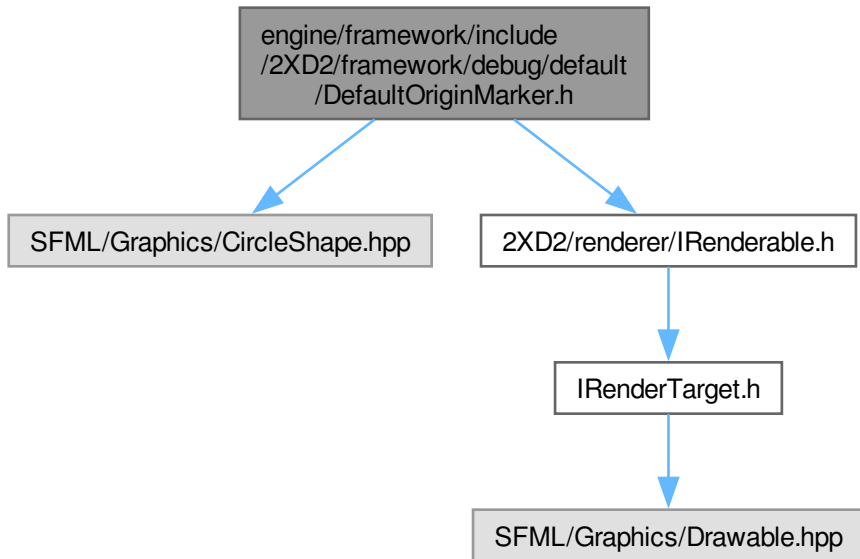 engine/framework/include
/2XD2/framework/debug/default
/DefaultOriginMarker.h
SFML/Graphics/CircleShape.hpp
2XD2/renderer/IRenderable.h
IRenderTarget.h
SFML/Graphics/Drawable.hpp